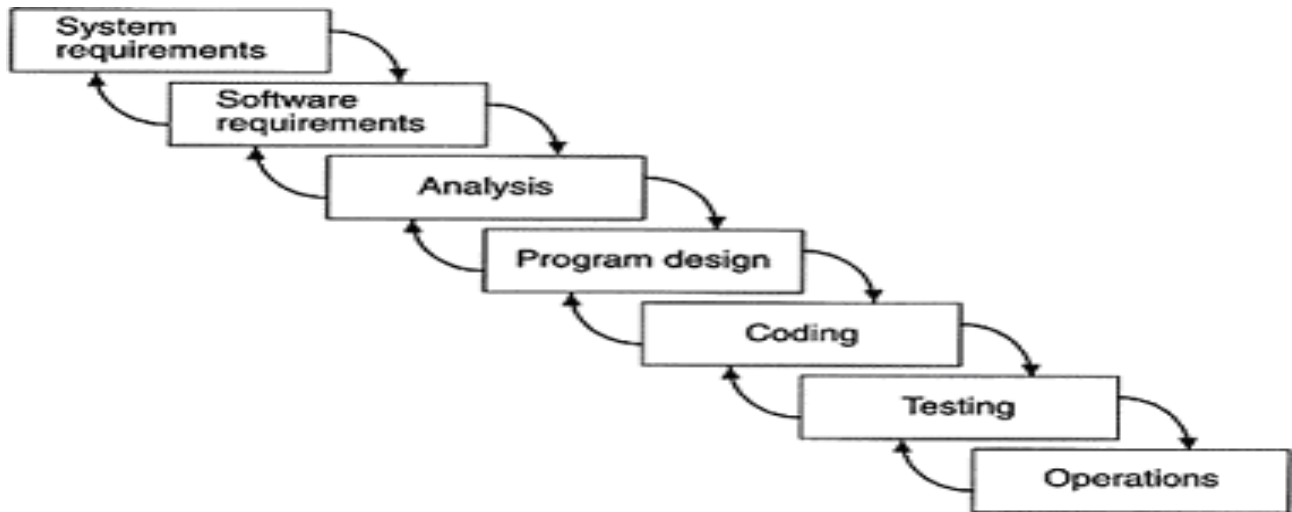 System
requirements
Software
requirements
Analysis
Program design
Coding
Testing
Operations